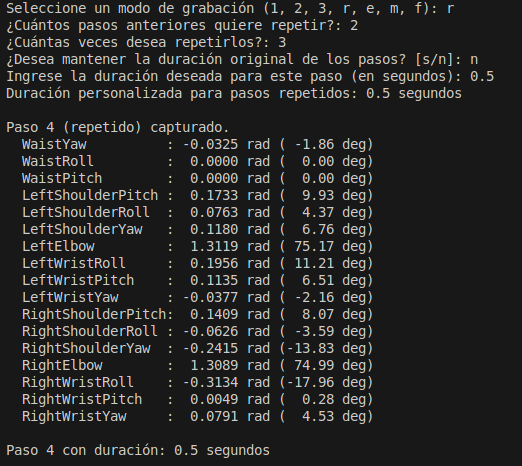 Seleccione un modo de grabación (1, 2, 3, r, e, m, f): r
¿Cuántos pasos anteriores quiere repetir?: 2
¿Cuántas veces desea repetirlos?: 3
¿Desea mantener la duración original de los pasos? [s/n]: n
Ingrese la duración deseada para este paso (en segundos): 0.5
Duración personalizada para pasos repetidos: 0.5 segundos

Paso 4 (repetido) capturado.
  WaistYaw          : -0.0325 rad ( -1.86 deg)
  WaistRoll         :  0.0000 rad (  0.00 deg)
  WaistPitch        :  0.0000 rad (  0.00 deg)
  LeftShoulderPitch :  0.1733 rad (  9.93 deg)
  LeftShoulderRoll  :  0.0763 rad (  4.37 deg)
  LeftShoulderYaw   :  0.1180 rad (  6.76 deg)
  LeftElbow         :  1.3119 rad ( 75.17 deg)
  LeftWristRoll     :  0.1956 rad ( 11.21 deg)
  LeftWristPitch    :  0.1135 rad (  6.51 deg)
  LeftWristYaw      : -0.0377 rad ( -2.16 deg)
  RightShoulderPitch:  0.1409 rad (  8.07 deg)
  RightShoulderRoll : -0.0626 rad ( -3.59 deg)
  RightShoulderYaw  : -0.2415 rad (-13.83 deg)
  RightElbow        :  1.3089 rad ( 74.99 deg)
  RightWristRoll    : -0.3134 rad (-17.96 deg)
  RightWristPitch   :  0.0049 rad (  0.28 deg)
  RightWristYaw     :  0.0791 rad (  4.53 deg)

Paso 4 con duración: 0.5 segundos